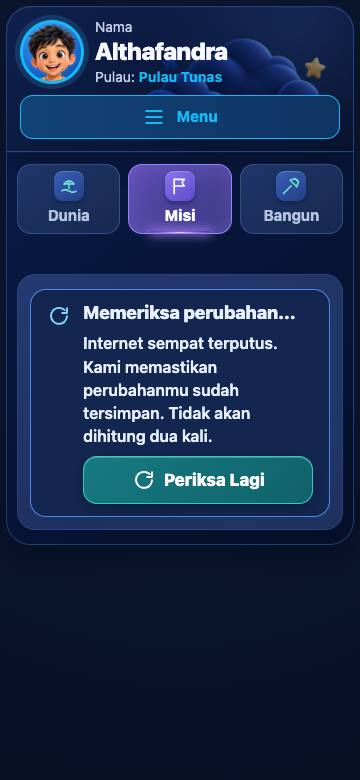 Nama
Althafandra
Pulau: Pulau Tunas
Menu
Dunia
Misi
Bangun
Memeriksa perubahan...
Internet sempat terputus.
Kami memastikan
perubahanmu sudah
tersimpan. Tidak akan
dihitung dua kali.
Periksa Lagi